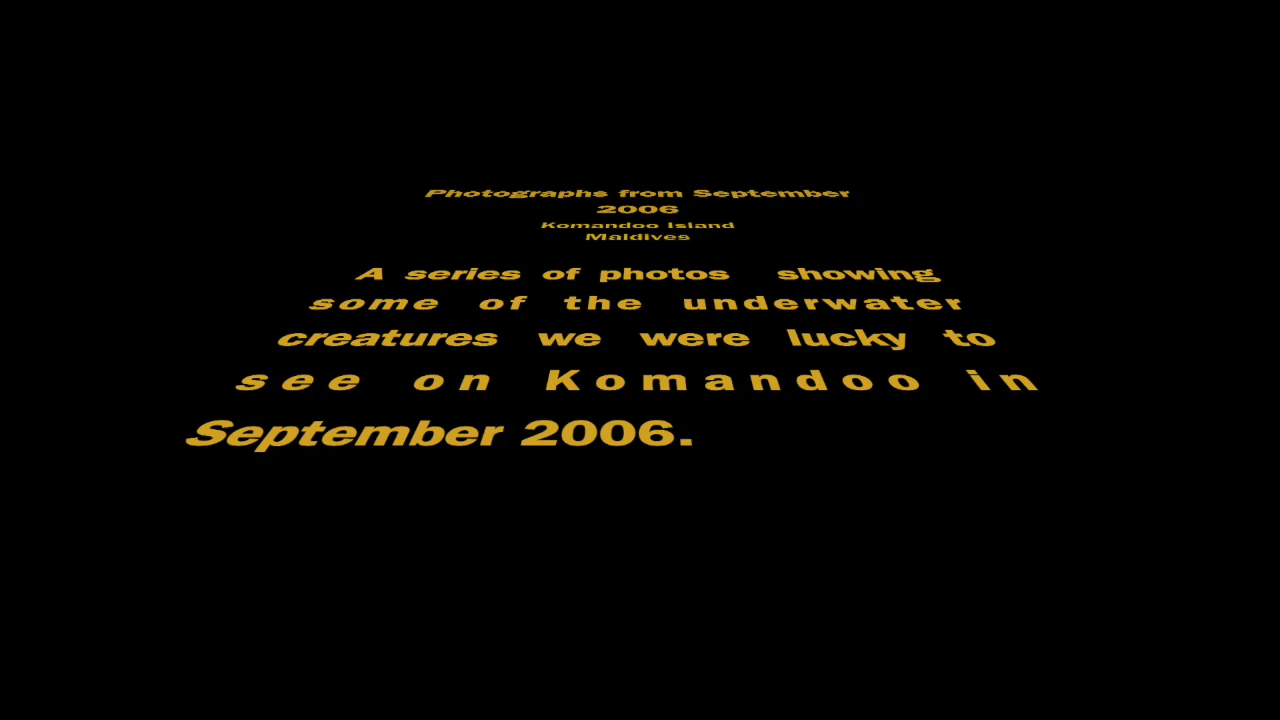 Photographs from September
2006
Komandoo Island
Maldives
A series of photos showing
some of the underwater
creatures we were lucky to
see on Komandoo in
September 2006.